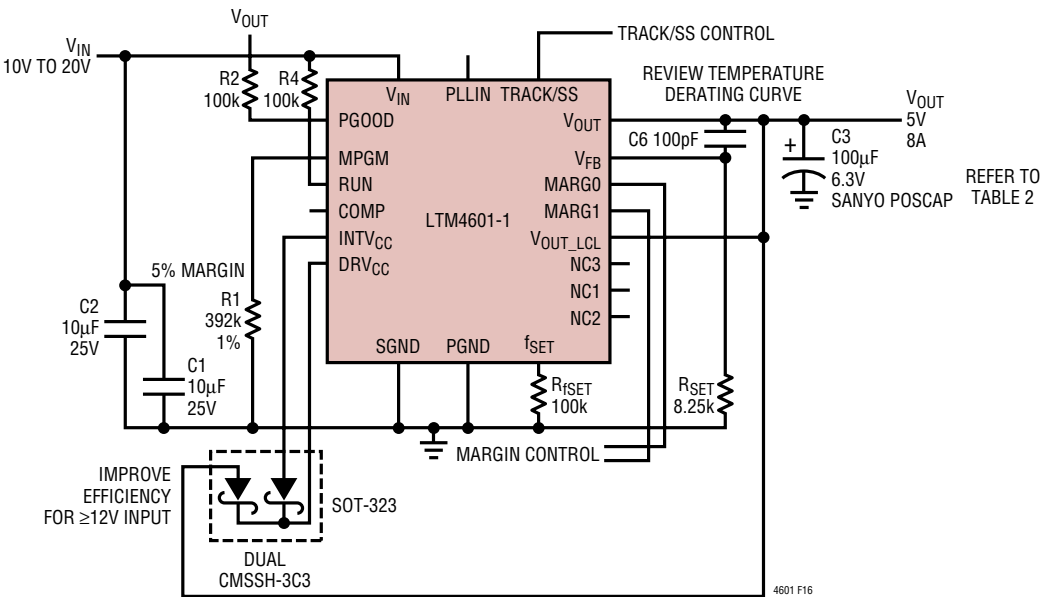 VOUT
VIN
10V TO 20V
R2
100k
R4
100k
TRACK/SS CONTROL
REVIEW TEMPERATURE
DERATING CURVE
VIN
PLLIN
TRACK/SS
PGOOD
MPGM
RUN
COMP
INTVCC
DRVCC
LTM4601-1
VOUT
VFB
MARG0
MARG1
VOUT_LCL
NC3
NC1
NC2
SGND
PGND
fSET
C6 100pF
VOUT
5V
8A
+
C3
100µF
6.3V
SANYO POSCAP
REFER TO
TABLE 2
5% MARGIN
R1
392k
1%
C2
10µF
25V
C1
10µF
25V
RfSET
100k
RSET
8.25k
MARGIN CONTROL
IMPROVE
EFFICIENCY
FOR ≥12V INPUT
SOT-323
DUAL
CMSSH-3C3
4601 F16